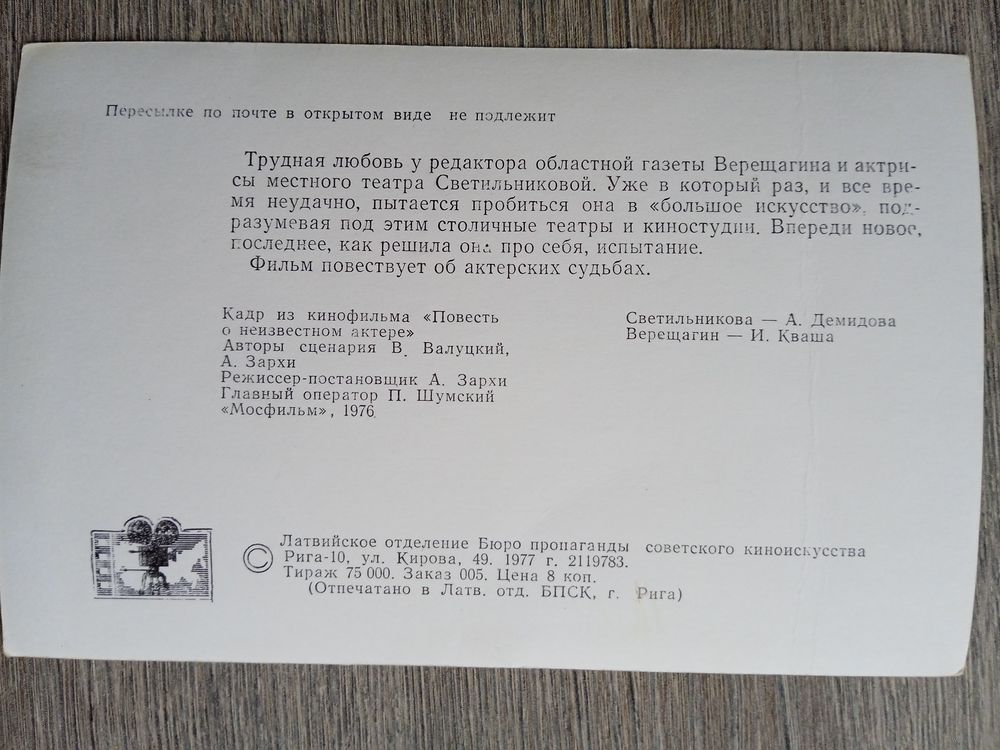 Пересылке по почте в открытом виде не подлежит
Трудная любовь у редактора областной газеты Верещагина и актри-
сы местного театра Светильниковой. Уже в который раз, и все вре-
мя неудачно, пытается пробиться она в «большое искусство», под-
разумевая под этим столичные театры и киностудии. Впереди новое,
последнее, как решила она про себя, испытание.
Фильм повествует об актерских судьбах.
Кадр из кинофильма «Повесть
о неизвестном актере»
Авторы сценария В. Валуцкий,
А. Зархи
Режиссер-постановщик А. Зархи
Главный оператор П. Шумский
«Мосфильм», 1976.
Светильникова — А. Демидова
Верещагин — И. Кваша
© Латвийское отделение Бюро пропаганды советского киноискусства
Рига-10, ул. Кирова, 49. 1977 г. 2119783.
Тираж 75 000. Заказ 005. Цена 8 коп.
(Отпечатано в Латв. отд. БПСК, г. Рига)